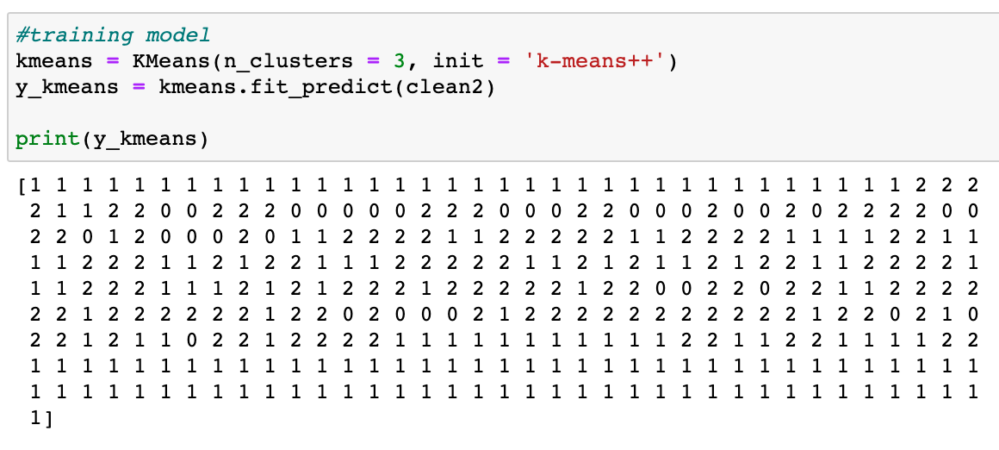 #training model
kmeans = KMeans(n_clusters = 3, init = 'k-means++')
y_kmeans = kmeans.fit_predict(clean2)
print(y_kmeans)
[1 1 1 1 1 1 1 1 1 1 1 1 1 1 1 1 1 1 1 1 1 1 1 1 1 1 1 1 1 1 1 1 1 1 2 2 2
2 1 1 2 2 0 0 2 2 2 0 0 0 0 0 2 2 2 0 0 0 2 2 0 0 0 2 0 0 2 0 2 2 2 2 0 0
2 2 0 1 2 0 0 0 2 0 1 1 2 2 2 2 1 1 2 2 2 2 2 1 1 2 2 2 2 1 1 1 1 2 2 1 1
1 1 2 2 2 1 1 2 1 2 2 1 1 1 2 2 2 2 2 1 1 2 1 2 1 1 2 1 2 2 1 1 2 2 2 2 1
1 1 2 2 2 1 1 1 2 1 2 1 2 2 2 1 2 2 2 2 2 1 2 2 0 0 2 2 0 2 2 1 1 2 2 2 2
2 2 1 2 2 2 2 2 2 1 2 2 0 2 0 0 0 2 1 2 2 2 2 2 2 2 2 2 2 2 1 2 2 0 2 1 0
2 2 1 2 1 1 0 2 2 1 2 2 2 2 1 1 1 1 1 1 1 1 1 1 1 2 2 1 1 2 2 1 1 1 1 2 2
1 1 1 1 1 1 1 1 1 1 1 1 1 1 1 1 1 1 1 1 1 1 1 1 1 1 1 1 1 1 1 1 1 1 1 1 1
1 1 1 1 1 1 1 1 1 1 1 1 1 1 1 1 1 1 1 1 1 1 1 1 1 1 1 1 1 1 1 1 1 1 1 1 1
1]